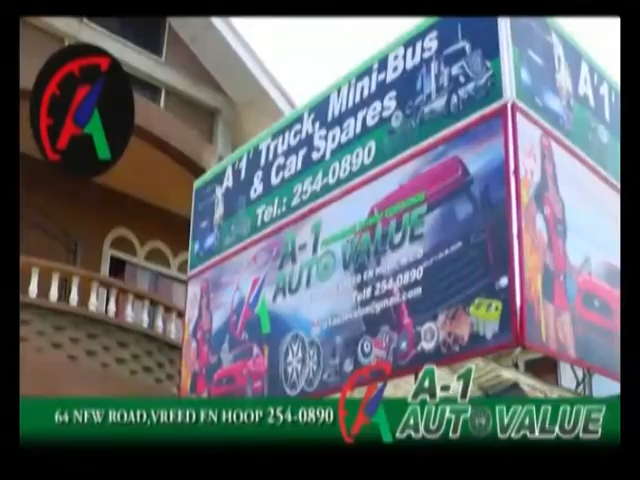 'A'1' Truck, Mini-Bus
& Car Spares
Tel.: 254-0890
'A'1'
A-1
AUTO VALUE
Tel# 254-0890
64 NEW ROAD, VREED EN HOOP 254-0890
A-1
AUTO VALUE